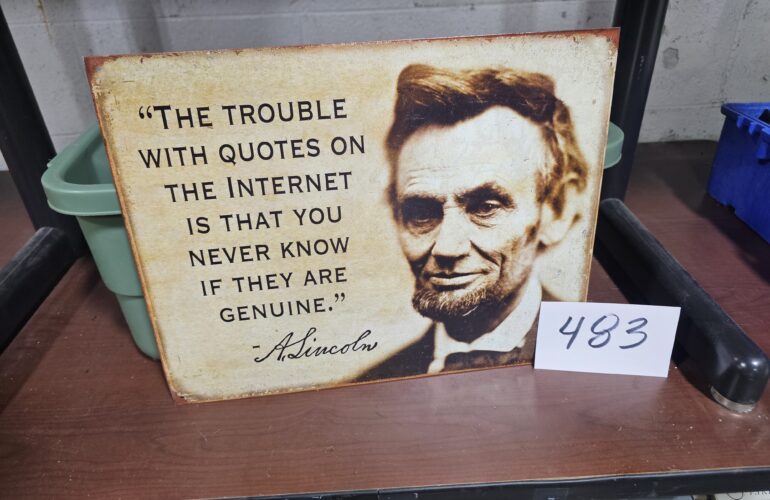 “THE TROUBLE
WITH QUOTES ON
THE INTERNET
IS THAT YOU
NEVER KNOW
IF THEY ARE
GENUINE.”
- A. Lincoln
483